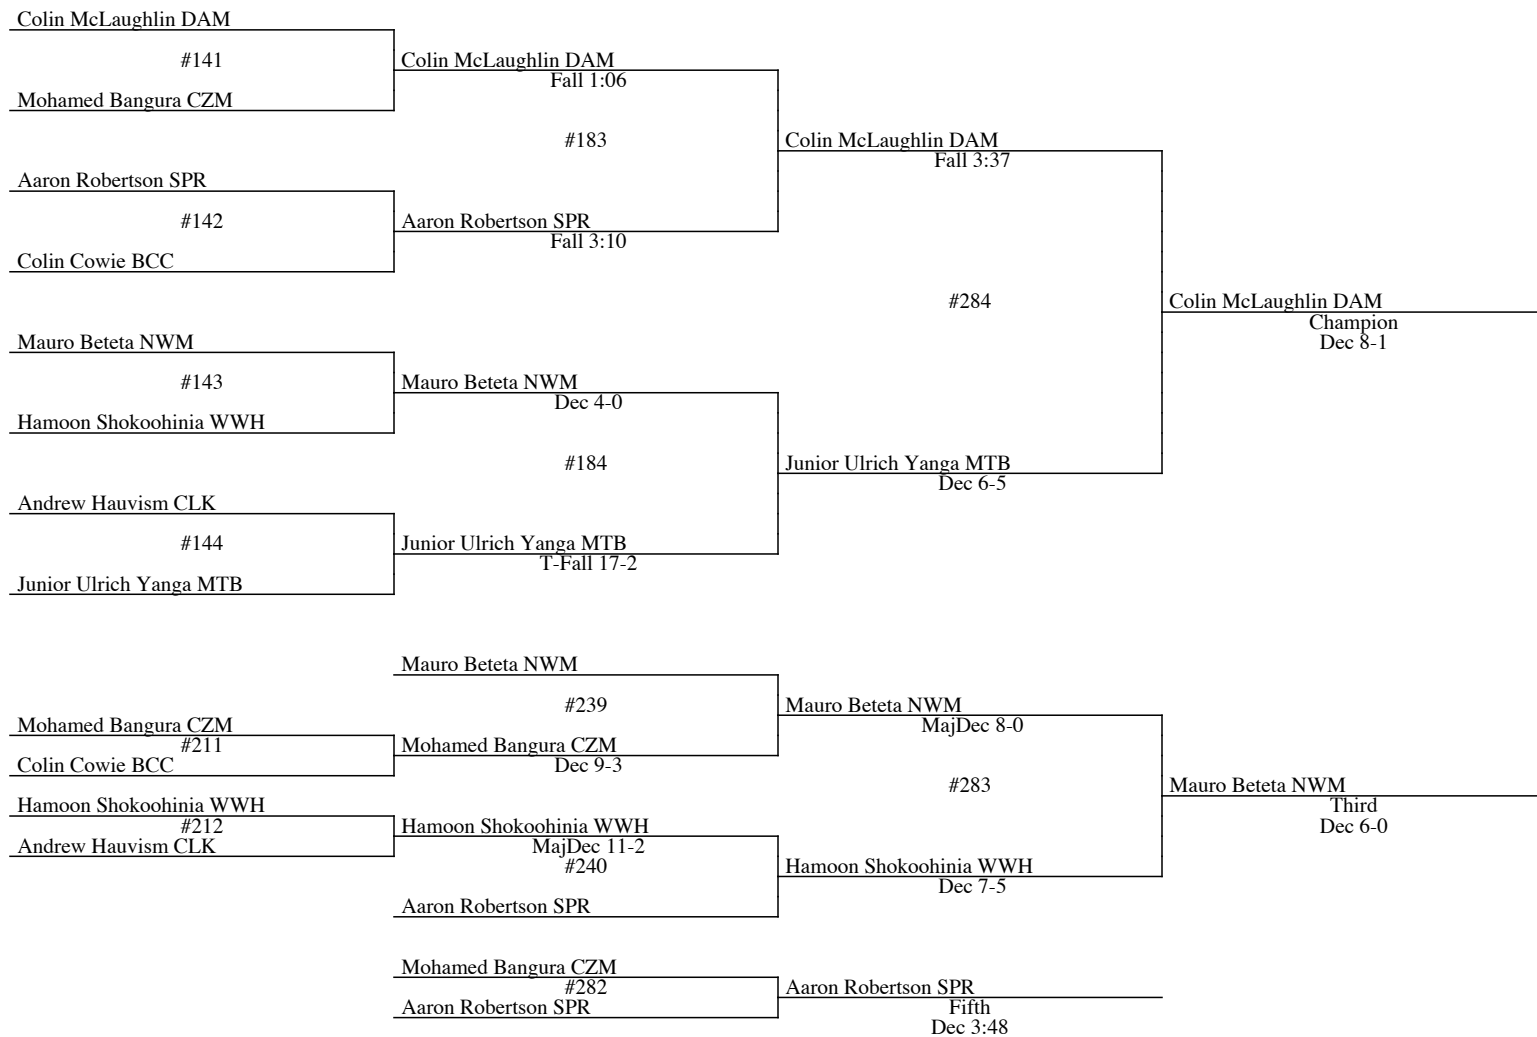 Colin McLaughlin DAM
#141
Colin McLaughlin DAM
Fall 1:06
Mohamed Bangura CZM
#183
Colin McLaughlin DAM
Fall 3:37
Aaron Robertson SPR
#142
Aaron Robertson SPR
Fall 3:10
Colin Cowie BCC
#284
Colin McLaughlin DAM
Champion
Dec 8-1
Mauro Beteta NWM
#143
Mauro Beteta NWM
Dec 4-0
Hamoon Shokoohinia WWH
#184
Junior Ulrich Yanga MTB
Dec 6-5
Andrew Hauvism CLK
#144
Junior Ulrich Yanga MTB
T-Fall 17-2
Junior Ulrich Yanga MTB
Mauro Beteta NWM
#239
Mauro Beteta NWM
MajDec 8-0
Mohamed Bangura CZM
#211
Mohamed Bangura CZM
Dec 9-3
Colin Cowie BCC
#283
Mauro Beteta NWM
Third
Dec 6-0
Hamoon Shokoohinia WWH
#212
Hamoon Shokoohinia WWH
MajDec 11-2
Andrew Hauvism CLK
#240
Hamoon Shokoohinia WWH
Dec 7-5
Aaron Robertson SPR
Mohamed Bangura CZM
#282
Aaron Robertson SPR
Fifth
Dec 3:48
Aaron Robertson SPR